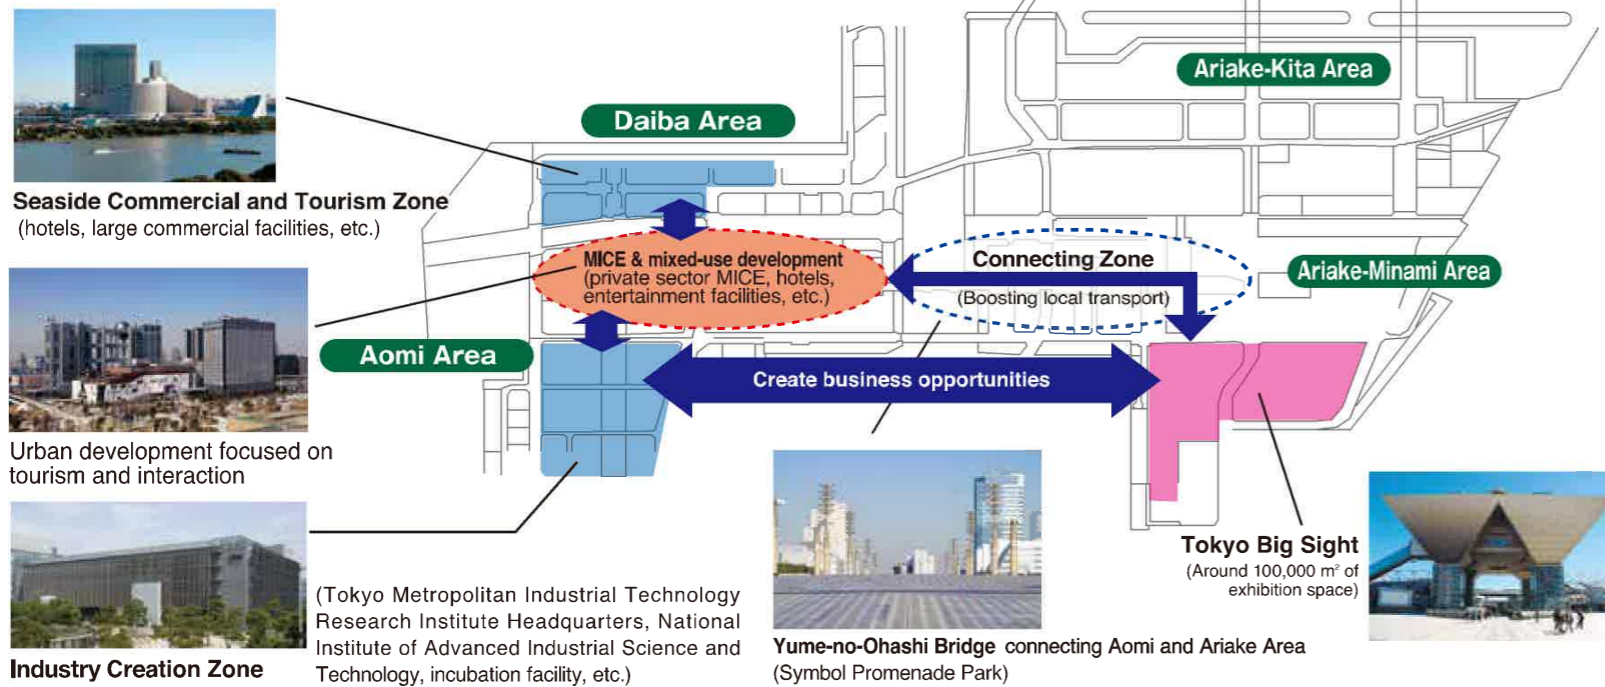 Ariake-Kita Area
Daiba Area
Seaside Commercial and Tourism Zone
(hotels, large commercial facilities, etc.)
MICE & mixed-use development
(private sector MICE, hotels,
entertainment facilities, etc.)
Connecting Zone
(Boosting local transport)
Ariake-Minami Area
Aomi Area
Create business opportunities
Urban development focused on
tourism and interaction
Tokyo Big Sight
(Around 100,000 m² of
exhibition space)
(Tokyo Metropolitan Industrial Technology
Research Institute Headquarters, National
Institute of Advanced Industrial Science and
Technology, incubation facility, etc.)
Industry Creation Zone
Yume-no-Ohashi Bridge connecting Aomi and Ariake Area
(Symbol Promenade Park)